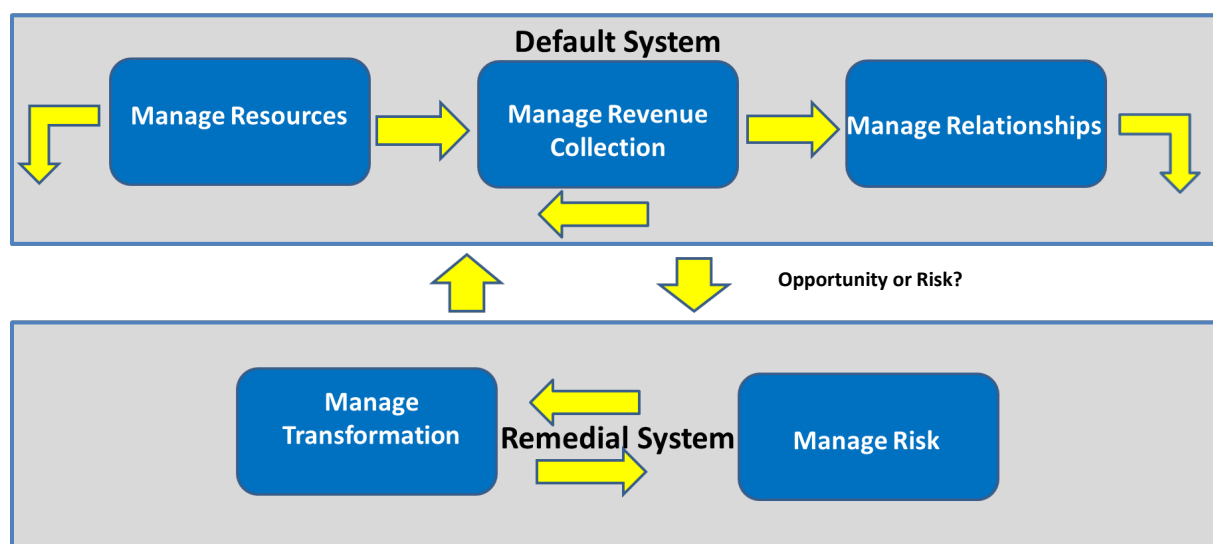 Default System
Manage Resources
Manage Revenue
Collection
Manage Relationships
Opportunity or Risk?
Manage
Transformation
Remedial System
Manage Risk